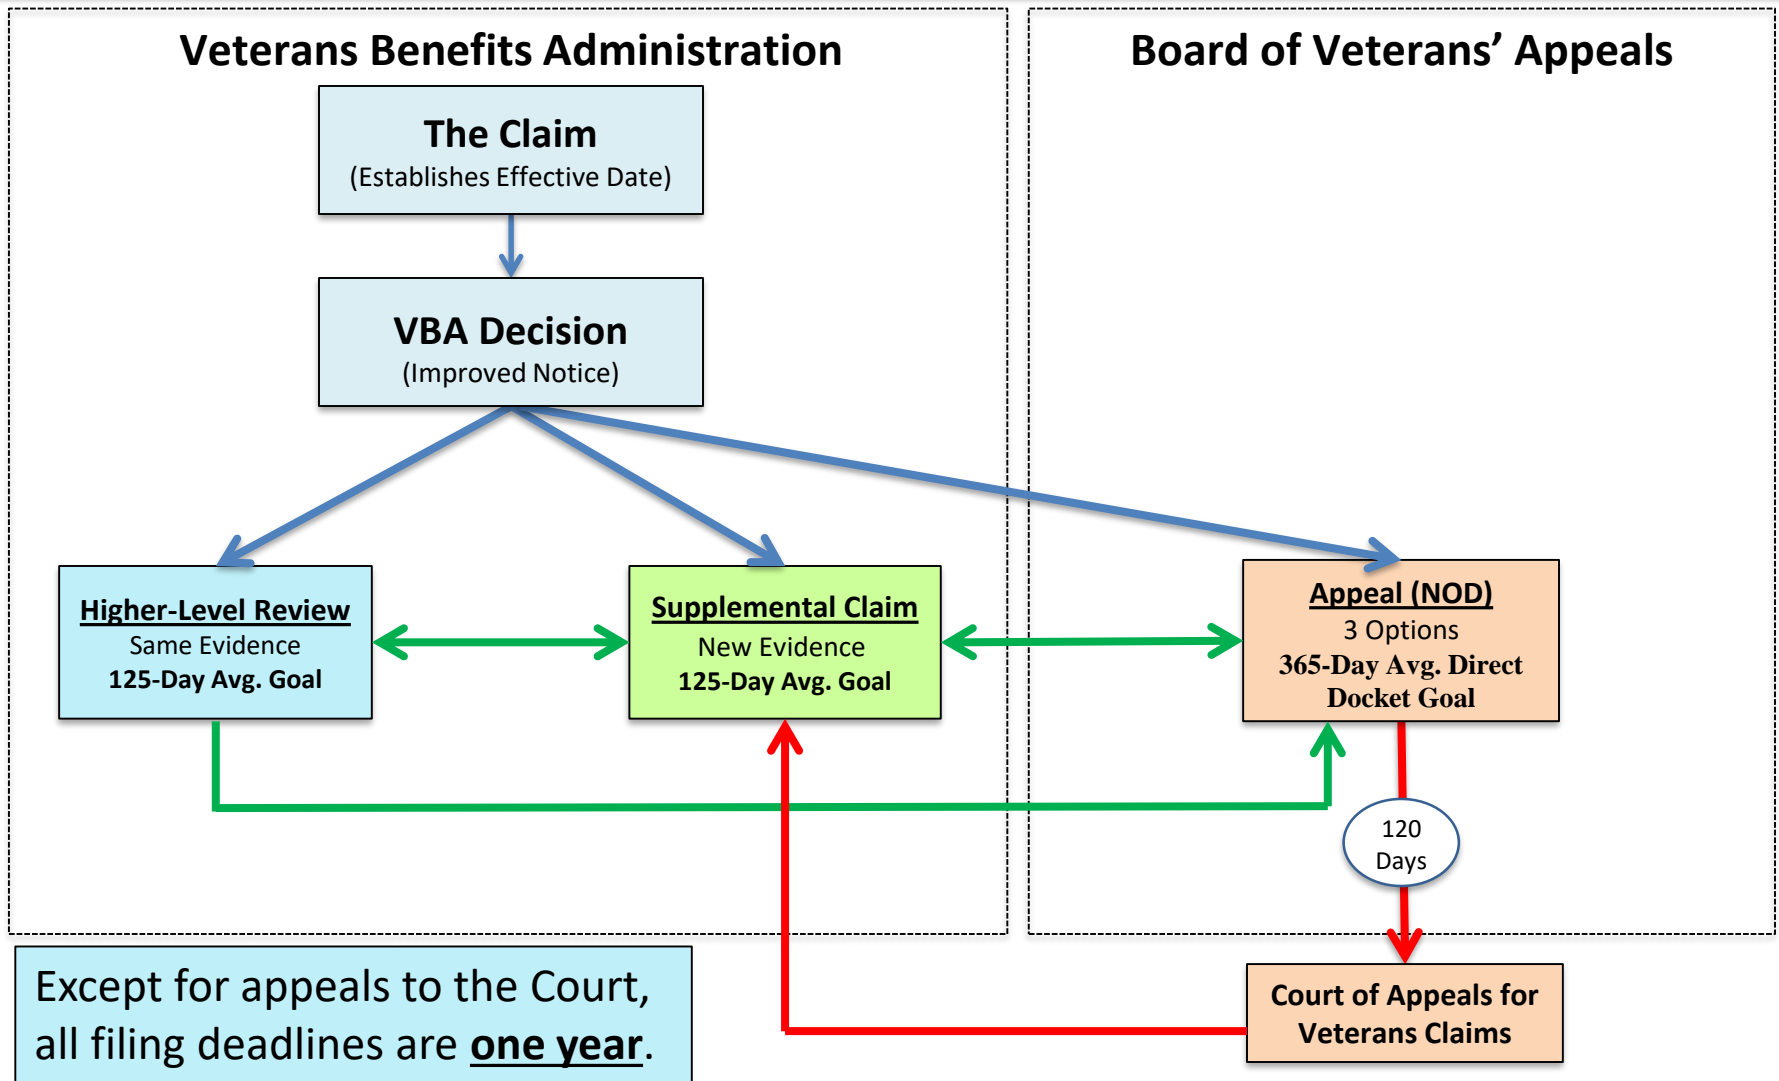 Veterans Benefits Administration
Board of Veterans’ Appeals
The Claim
(Establishes Effective Date)
VBA Decision
(Improved Notice)
Higher-Level Review
Same Evidence
125-Day Avg. Goal
Supplemental Claim
New Evidence
125-Day Avg. Goal
Appeal (NOD)
3 Options
365-Day Avg. Direct
Docket Goal
120
Days
Court of Appeals for
Veterans Claims
Except for appeals to the Court,
all filing deadlines are one year.